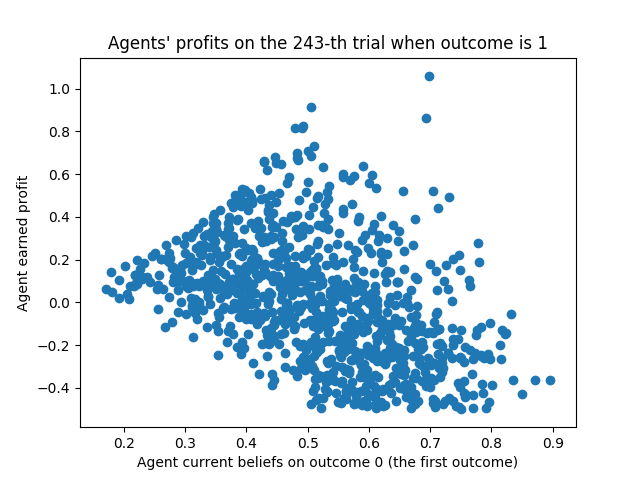 Agents' profits on the 243-th trial when outcome is 1
Agent earned profit
1.0
0.8
0.6
0.4
0.2
0.0
−0.2
−0.4
0.2 0.3 0.4 0.5 0.6 0.7 0.8 0.9
Agent current beliefs on outcome 0 (the first outcome)